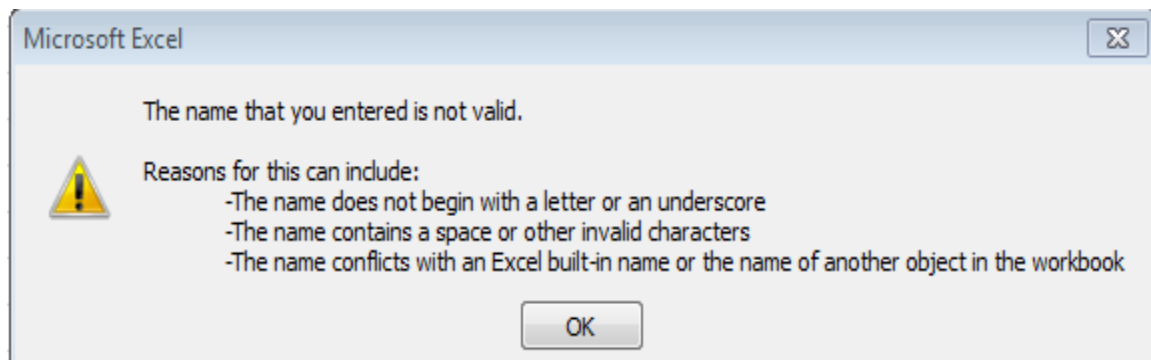 Microsoft Excel
The name that you entered is not valid.
Reasons for this can include:
-The name does not begin with a letter or an underscore
-The name contains a space or other invalid characters
-The name conflicts with an Excel built-in name or the name of another object in the workbook
OK